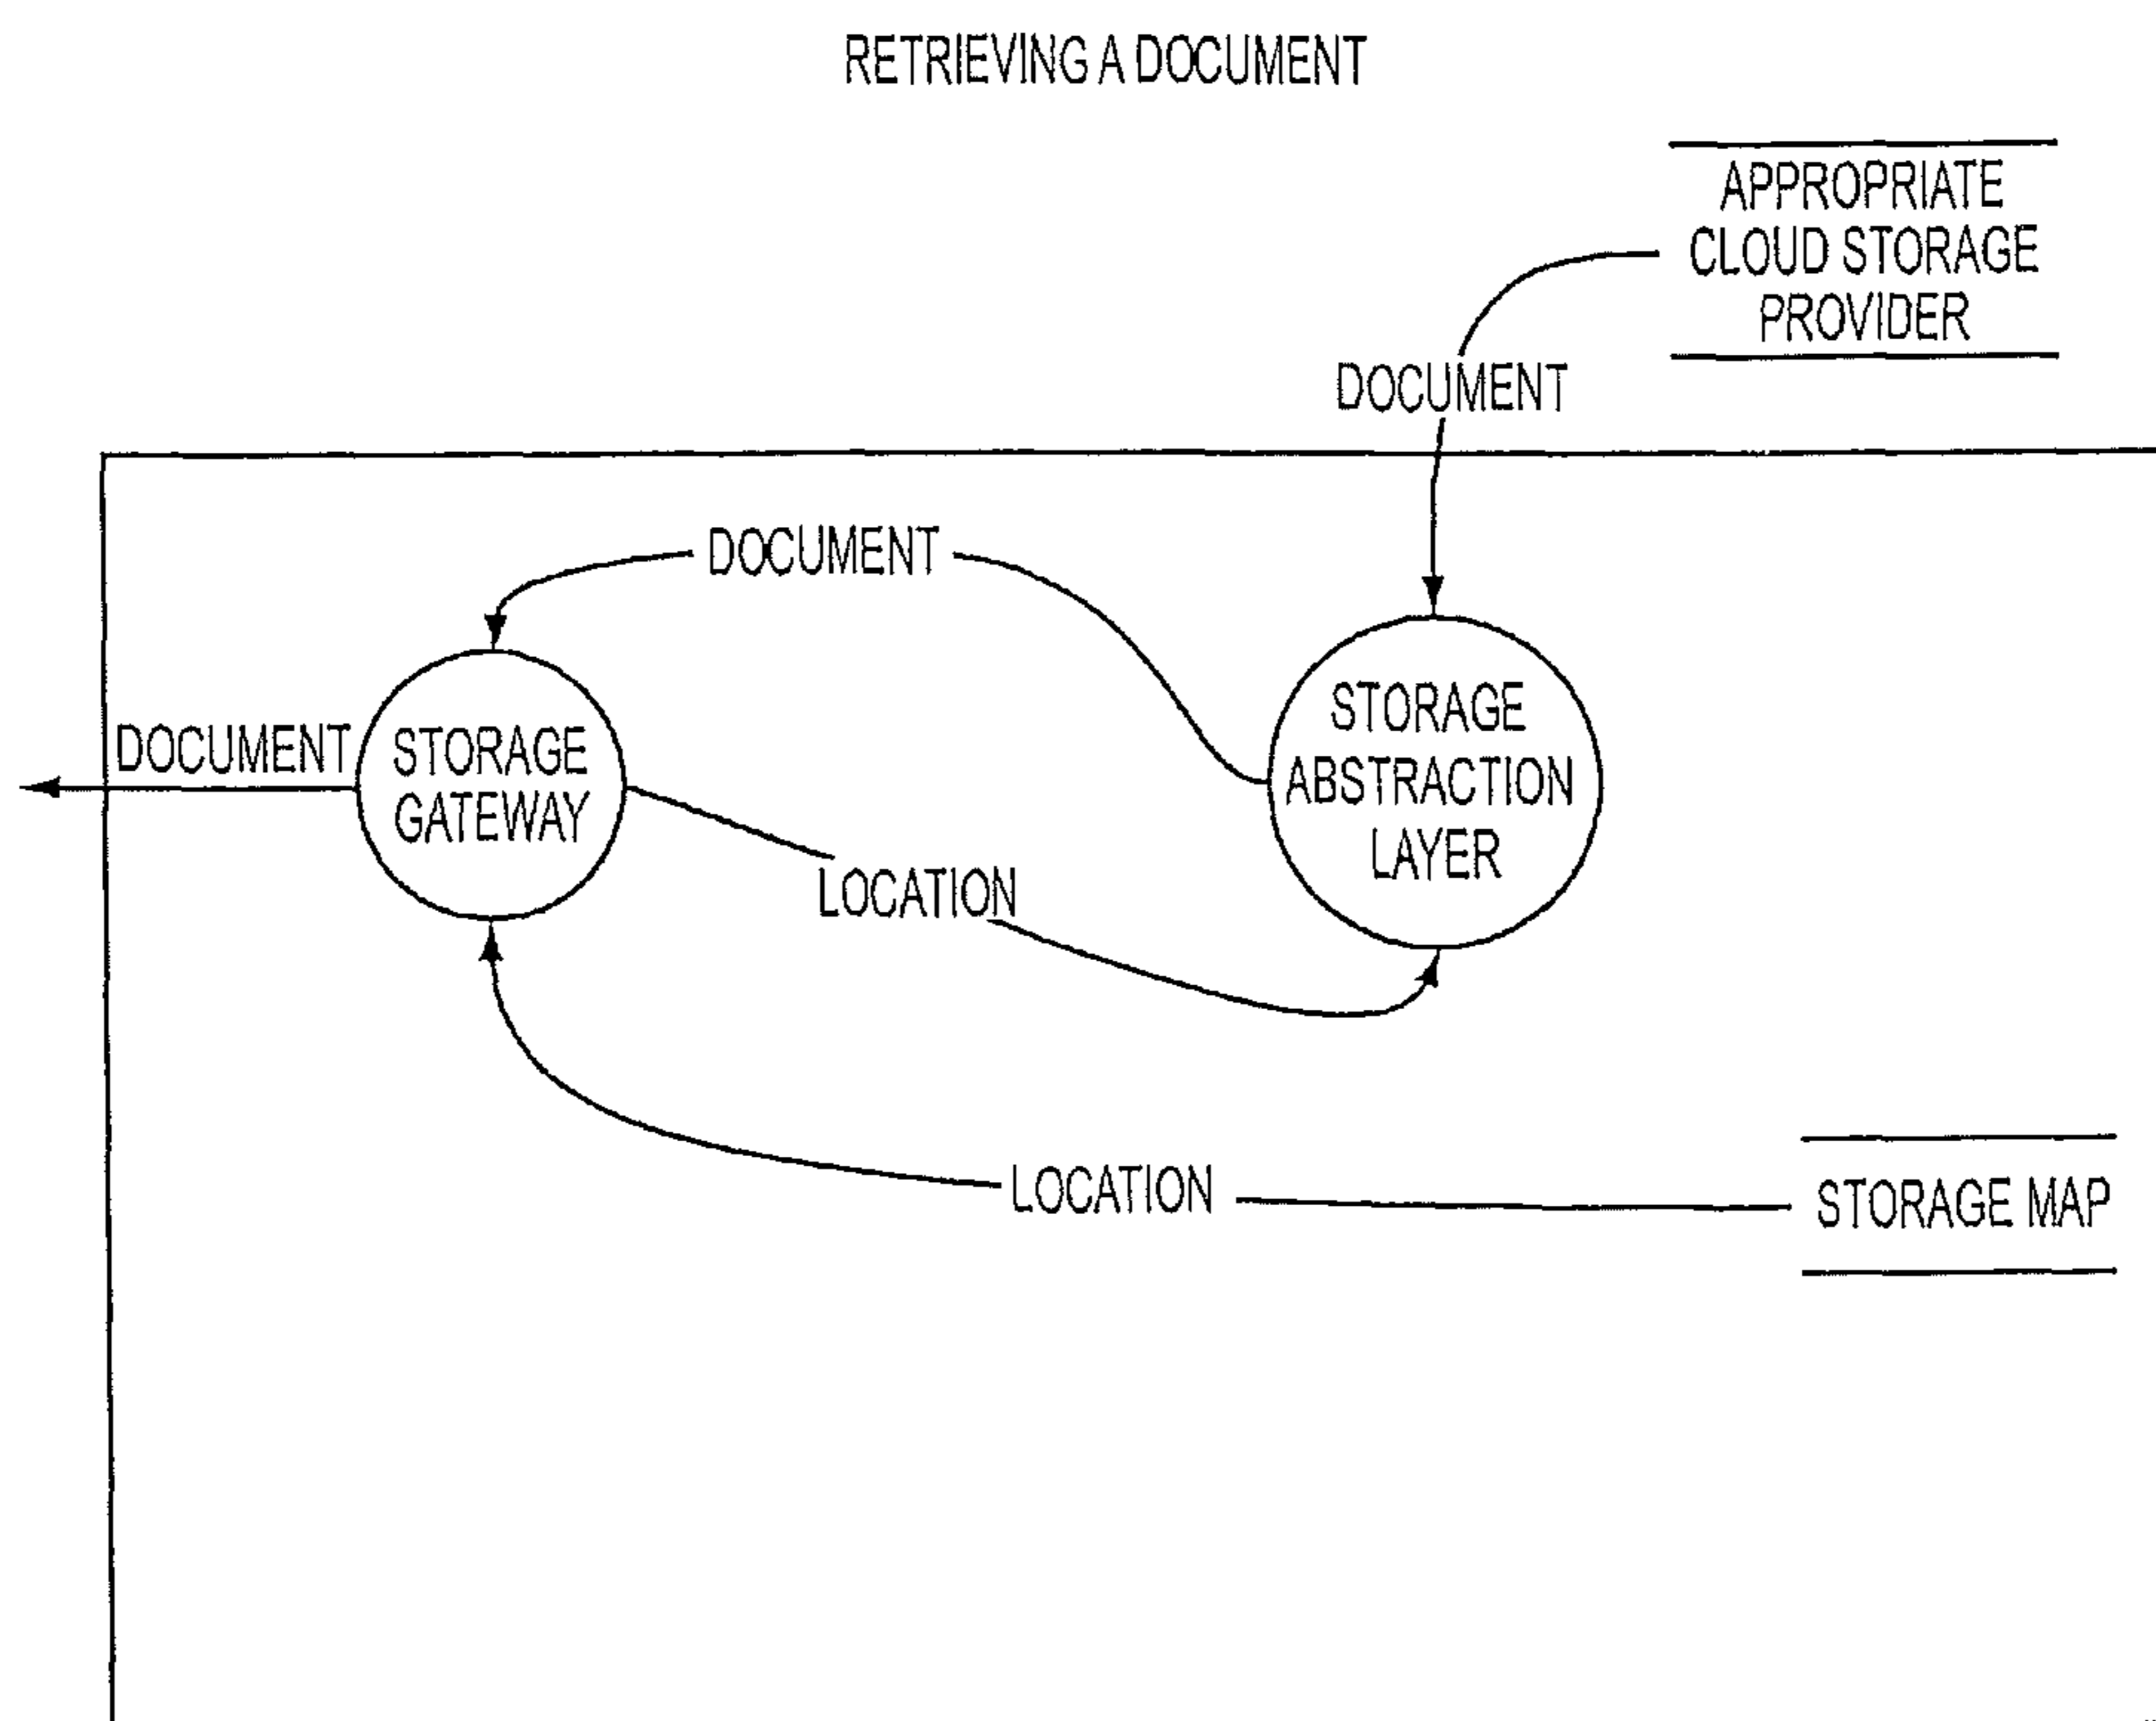 RETRIEVING A DOCUMENT
APPROPRIATE
CLOUD STORAGE
PROVIDER
DOCUMENT
DOCUMENT
DOCUMENT
STORAGE
GATEWAY
STORAGE
ABSTRACTION
LAYER
LOCATION
LOCATION
STORAGE MAP